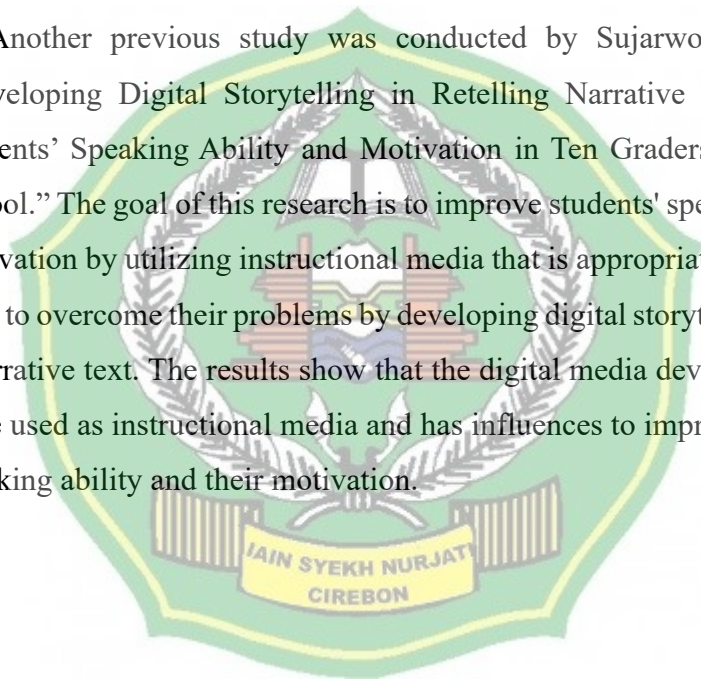 Another previous study was conducted by Sujarwo
veloping Digital Storytelling in Retelling Narrative
ents’ Speaking Ability and Motivation in Ten Graders
ool.” The goal of this research is to improve students' spe
vation by utilizing instructional media that is appropriat
to overcome their problems by developing digital storyt
rrative text. The results show that the digital media dev
e used as instructional media and has influences to impr
king ability and their motivation.
IAIN SYEKH NURJATI
CIREBON